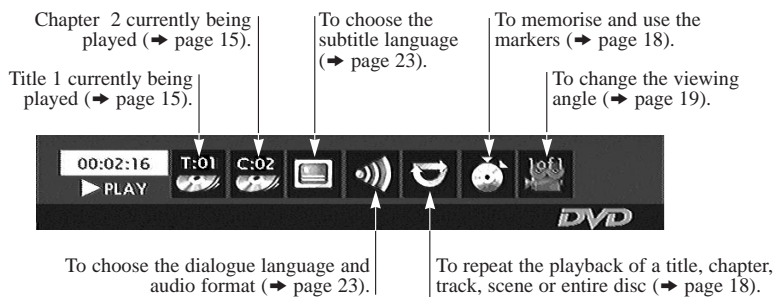 Chapter 2 currently being
played (➜ page 15).
To choose the
subtitle language
(➜ page 23).
To memorise and use the
markers (➜ page 18).
Title 1 currently being
played (➜ page 15).
To change the viewing
angle (➜ page 19).
00:02:16
PLAY
T:01
C:02
1of1
DVD
To choose the dialogue language and
audio format (➜ page 23).
To repeat the playback of a title, chapter,
track, scene or entire disc (➜ page 18).